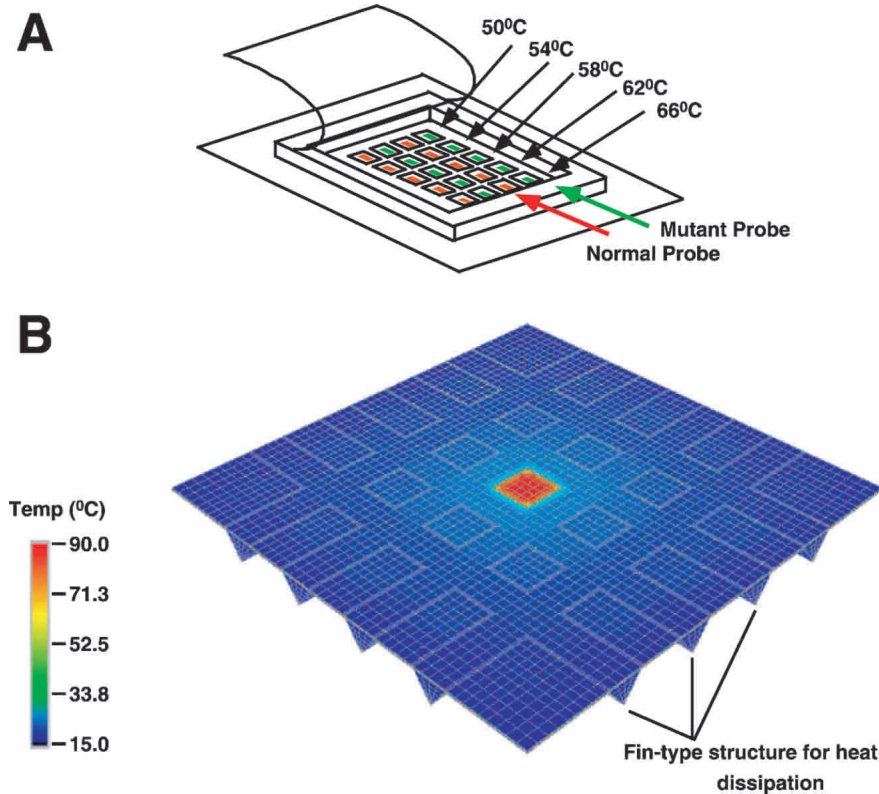 A
50⁰C
54⁰C
58⁰C
62⁰C
66⁰C
Mutant Probe
Normal Probe
B
Temp (⁰C)
90.0
71.3
52.5
33.8
15.0
Fin-type structure for heat
dissipation